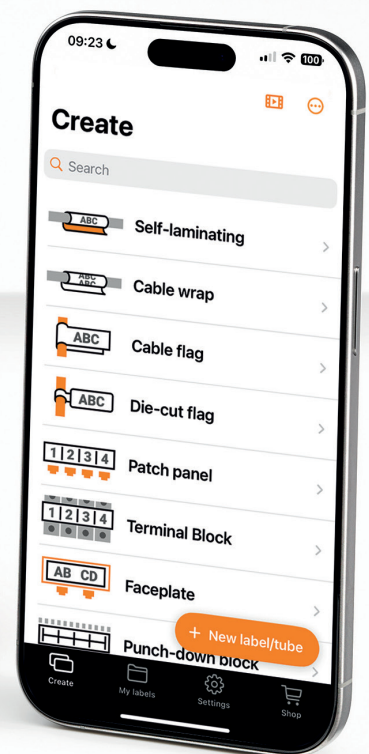 09:23
100
Create
Search
ABC
Self-laminating
ABC
ABC
Cable wrap
ABC
Cable flag
ABC
Die-cut flag
1 2 3 4
Patch panel
1 2 3 4
Terminal Block
AB CD
Faceplate
+ New label/tube
Punch-down block
Create
My labels
Settings
Shop